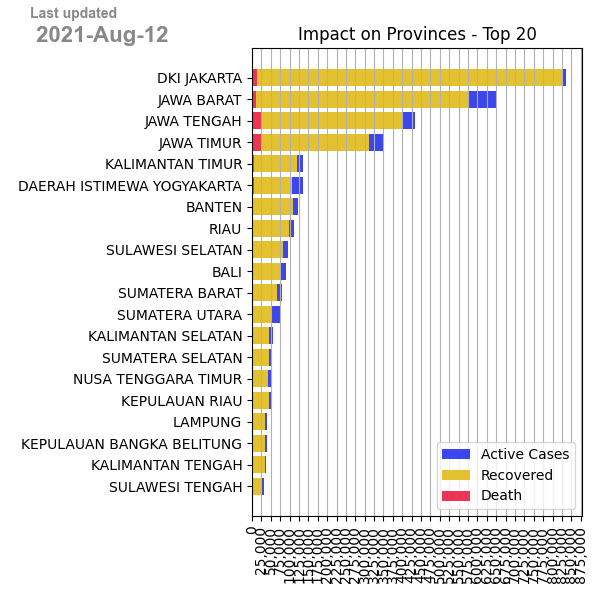 Last updated
2021-Aug-12
Impact on Provinces - Top 20
DKI JAKARTA
JAWA BARAT
JAWA TENGAH
JAWA TIMUR
KALIMANTAN TIMUR
DAERAH ISTIMEWA YOGYAKARTA
BANTEN
RIAU
SULAWESI SELATAN
BALI
SUMATERA BARAT
SUMATERA UTARA
KALIMANTAN SELATAN
SUMATERA SELATAN
NUSA TENGGARA TIMUR
KEPULAUAN RIAU
LAMPUNG
KEPULAUAN BANGKA BELITUNG
KALIMANTAN TENGAH
SULAWESI TENGAH
Active Cases
Recovered
Death
0
25,000
50,000
75,000
100,000
125,000
150,000
175,000
200,000
225,000
250,000
275,000
300,000
325,000
350,000
375,000
400,000
425,000
450,000
475,000
500,000
525,000
550,000
575,000
600,000
625,000
650,000
675,000
700,000
725,000
750,000
775,000
800,000
825,000
850,000
875,000